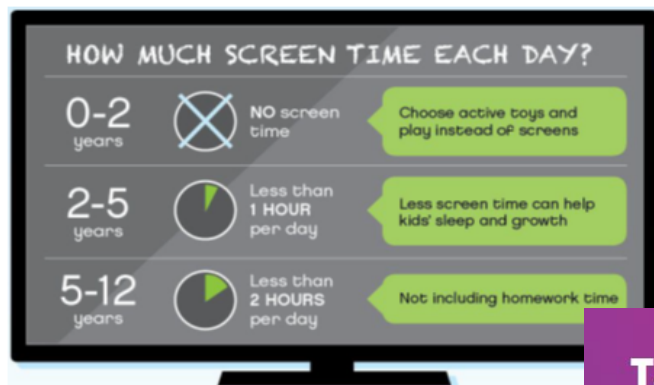 HOW MUCH SCREEN TIME EACH DAY?
0-2
years
NO screen
time
Choose active toys and
play instead of screens
2-5
years
Less than
1 HOUR
per day
Less screen time can help
kids' sleep and growth
5-12
years
Less than
2 HOURS
per day
Not including homework time